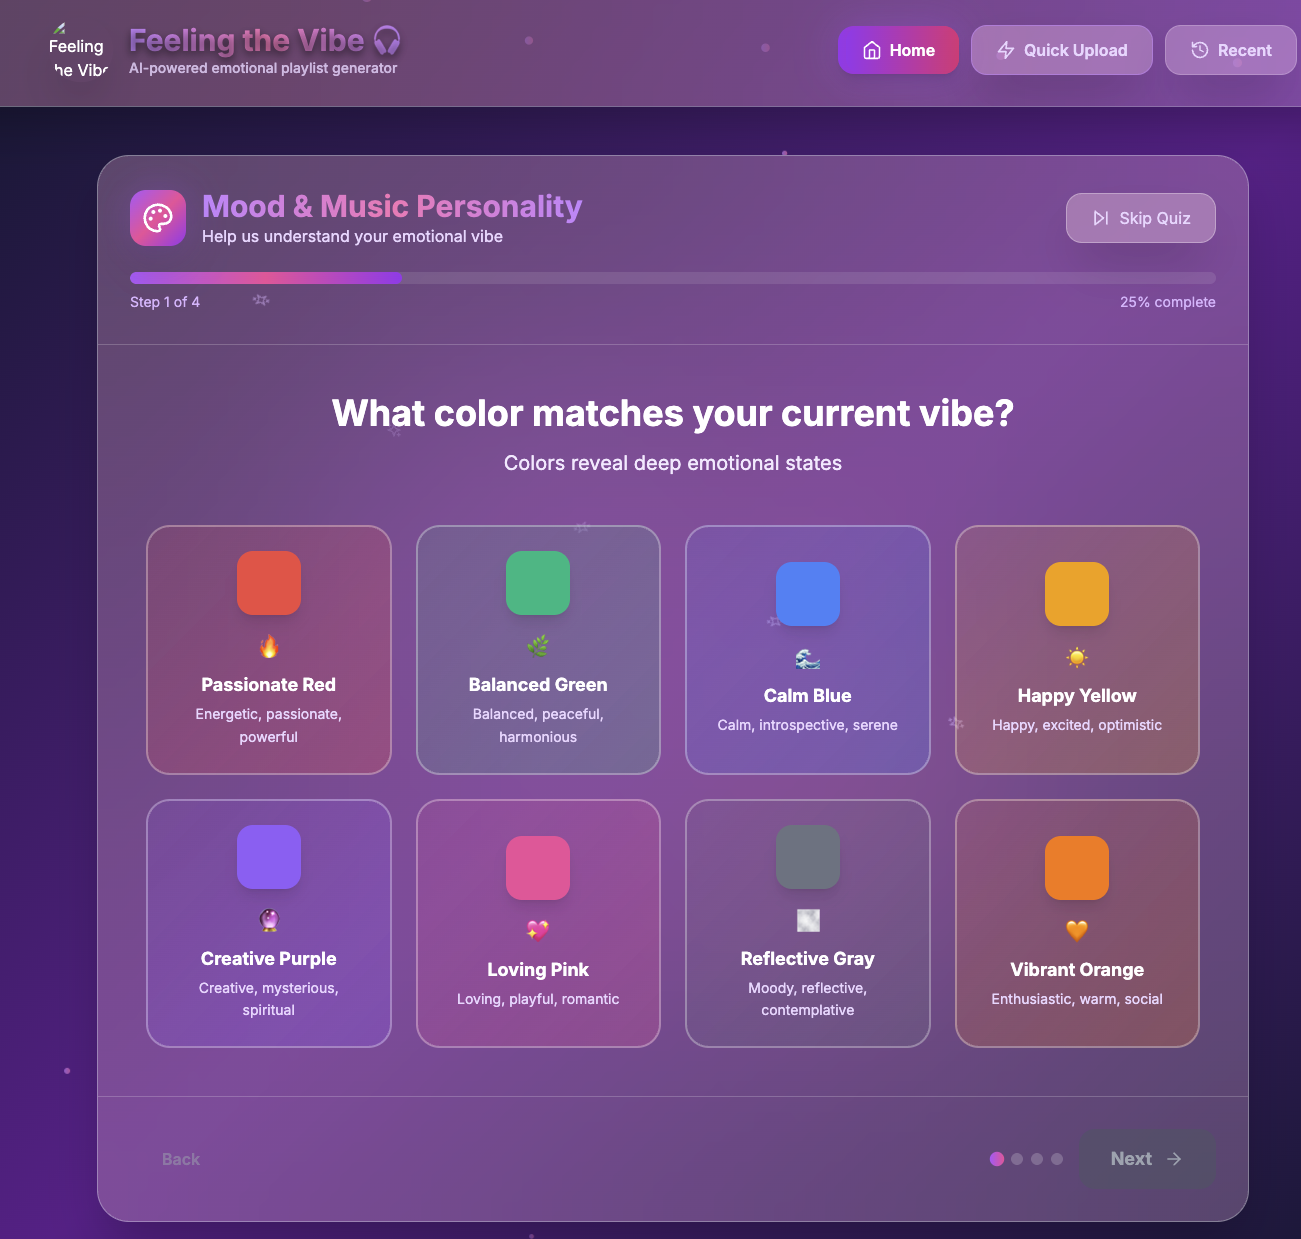 Feeling
the Vibe
Feeling the Vibe 🎧
AI-powered emotional playlist generator
Home
Quick Upload
Recent
Mood & Music Personality
Help us understand your emotional vibe
Skip Quiz
Step 1 of 4
25% complete
What color matches your current vibe?
Colors reveal deep emotional states
Passionate Red
Energetic, passionate,
powerful
Balanced Green
Balanced, peaceful,
harmonious
Calm Blue
Calm, introspective, serene
Happy Yellow
Happy, excited, optimistic
Creative Purple
Creative, mysterious,
spiritual
Loving Pink
Loving, playful, romantic
Reflective Gray
Moody, reflective,
contemplative
Vibrant Orange
Enthusiastic, warm, social
Back
Next